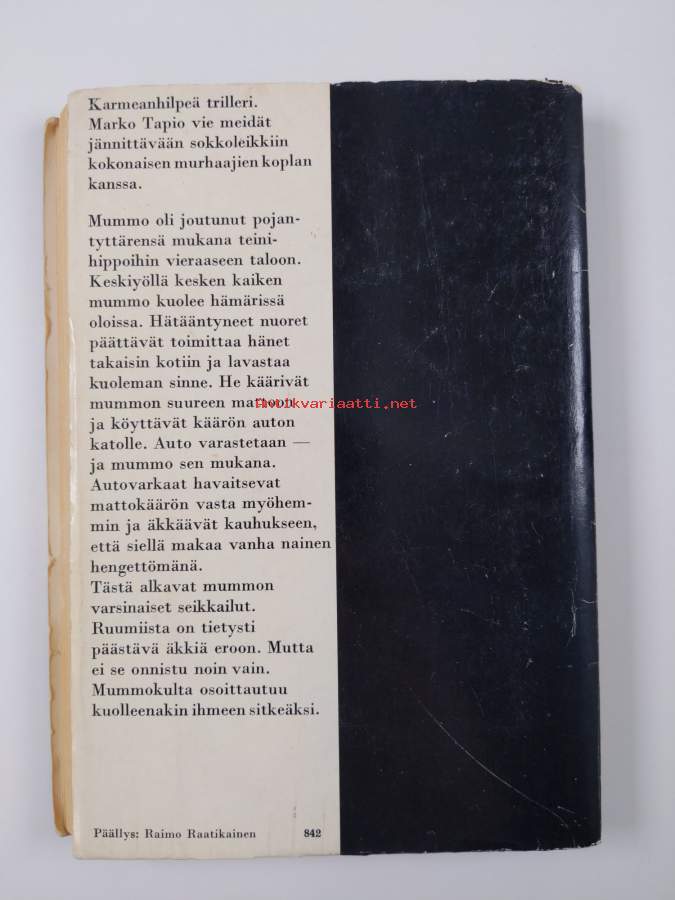 Karmeanhilpeä trilleri.
Marko Tapio vie meidät
jännittävään sokkoleikkiin
kokonaisen murhaajien koplan
kanssa.
Mummo oli joutunut pojan-
tyttärensä mukana teini-
hippoihin vieraaseen taloon.
Keskiyöllä kesken kaiken
mummo kuolee hämärissä
oloissa. Hätääntyneet nuoret
päättävät toimittaa hänet
takaisin kotiin ja lavastaa
kuoleman sinne. He käärivät
mummon suureen mattoon
Antikvariaatti.net
ja köyttävät käärön auton
katolle. Auto varastetaan —
ja mummo sen mukana.
Autovarkaat havaitsevat
mattokäärön vasta myöhem-
min ja äkkäävät kauhukseen,
että siellä makaa vanha nainen
hengettömänä.
Tästä alkavat mummon
varsinaiset seikkailut.
Ruumiista on tietysti
päästävä äkkiä eroon. Mutta
ei se onnistu noin vain.
Mummokulta osoittautuu
kuolleenakin ihmeen sitkeäksi.
Päällys: Raimo Raatikainen 842